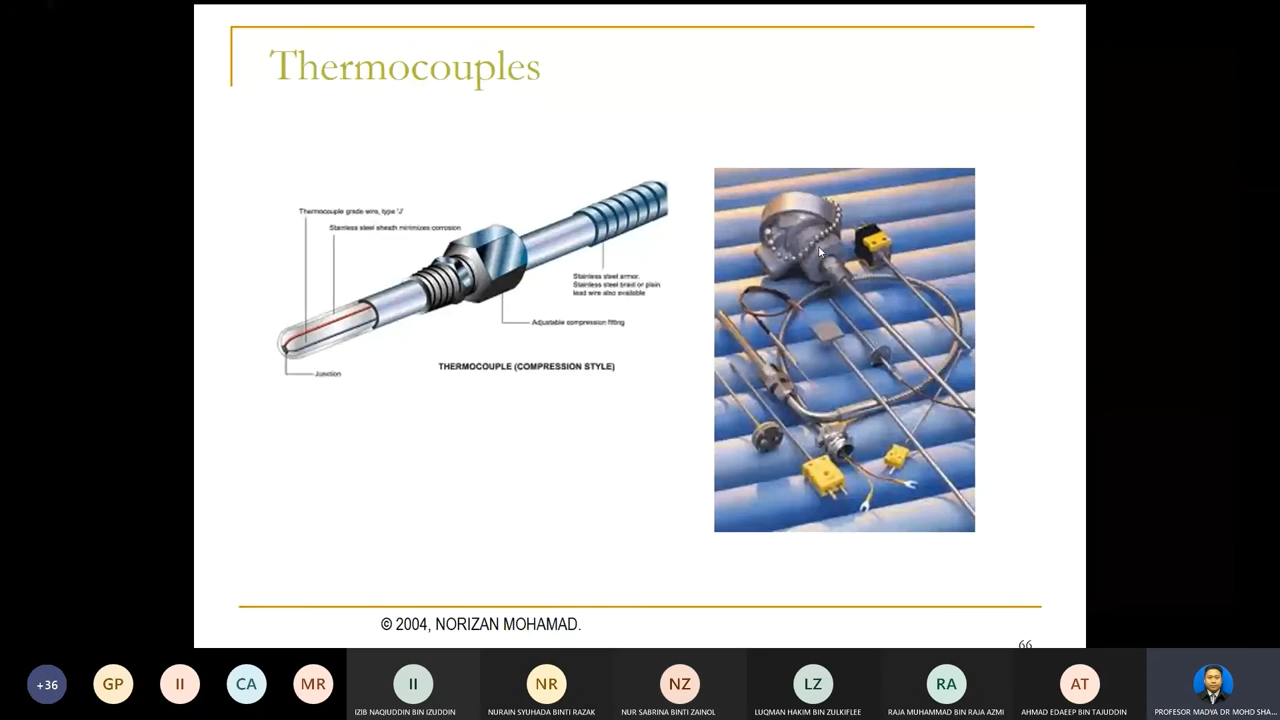 Thermocouples
Thermocouple grade wire, type 'J'
Stainless steel sheath minimizes corrosion
Stainless steel armor.
Stainless steel braid or plain
lead wire also available
Adjustable compression fitting
THERMOCOUPLE (COMPRESSION STYLE)
Junction
© 2004, NORIZAN MOHAMAD.
66
+36
GP
II
CA
MR
II
NR
NZ
LZ
RA
AT
IZIB NAQIUDDIN BIN IZUDDIN
NURAIN SYUHADA BINTI RAZAK
NUR SABRINA BINTI ZAINOL
LUQMAN HAKIM BIN ZULKIFLEE
RAJA MUHAMMAD BIN RAJA AZMI
AHMAD EDAEEP BIN TAJUDDIN
PROFESOR MADYA DR MOHD SHA...